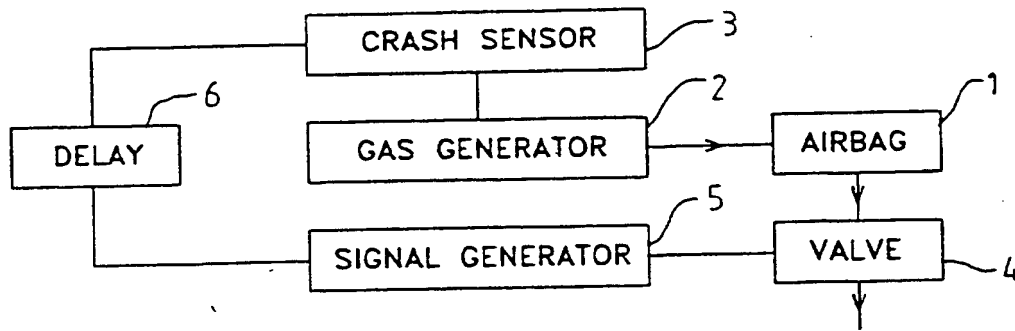 CRASH SENSOR
3
6
2
1
DELAY
GAS GENERATOR
AIRBAG
5
SIGNAL GENERATOR
VALVE
4